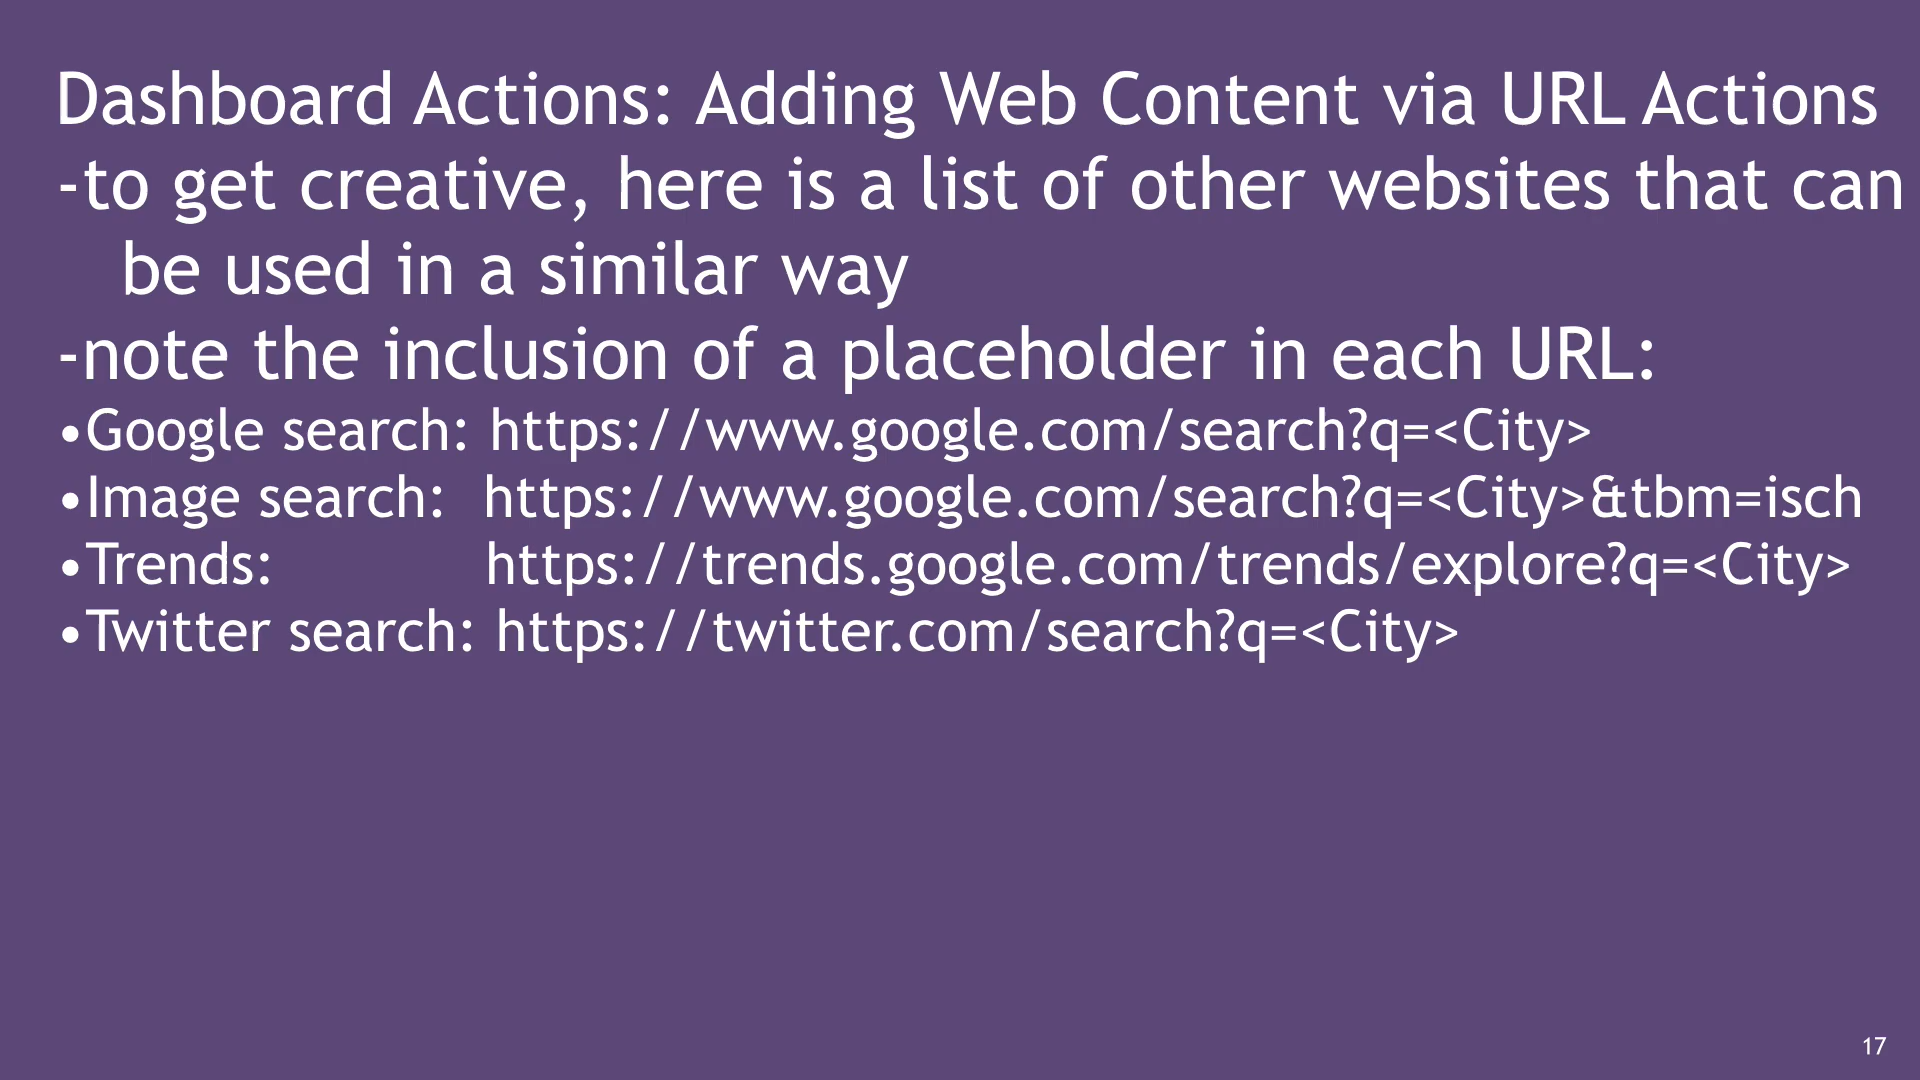 Dashboard Actions: Adding Web Content via URL Actions
-to get creative, here is a list of other websites that can
be used in a similar way
-note the inclusion of a placeholder in each URL:
•Google search: https://www.google.com/search?q=<City>
•Image search: https://www.google.com/search?q=<City>&tbm=isch
•Trends: https://trends.google.com/trends/explore?q=<City>
•Twitter search: https://twitter.com/search?q=<City>
17